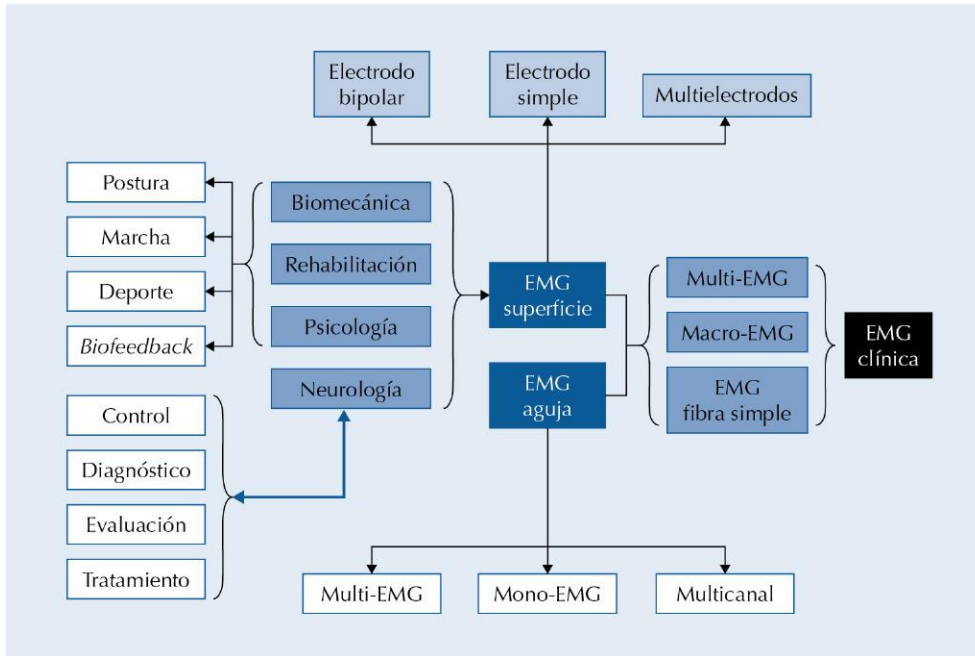 Electrodo
bipolar
Electrodo
simple
Multielectrodos
Postura
Marcha
Deporte
Biofeedback
Biomecánica
Rehabilitación
Psicología
Neurología
EMG
superficie
EMG
aguja
Multi-EMG
Macro-EMG
EMG
fibra simple
EMG
clínica
Control
Diagnóstico
Evaluación
Tratamiento
Multi-EMG
Mono-EMG
Multicanal